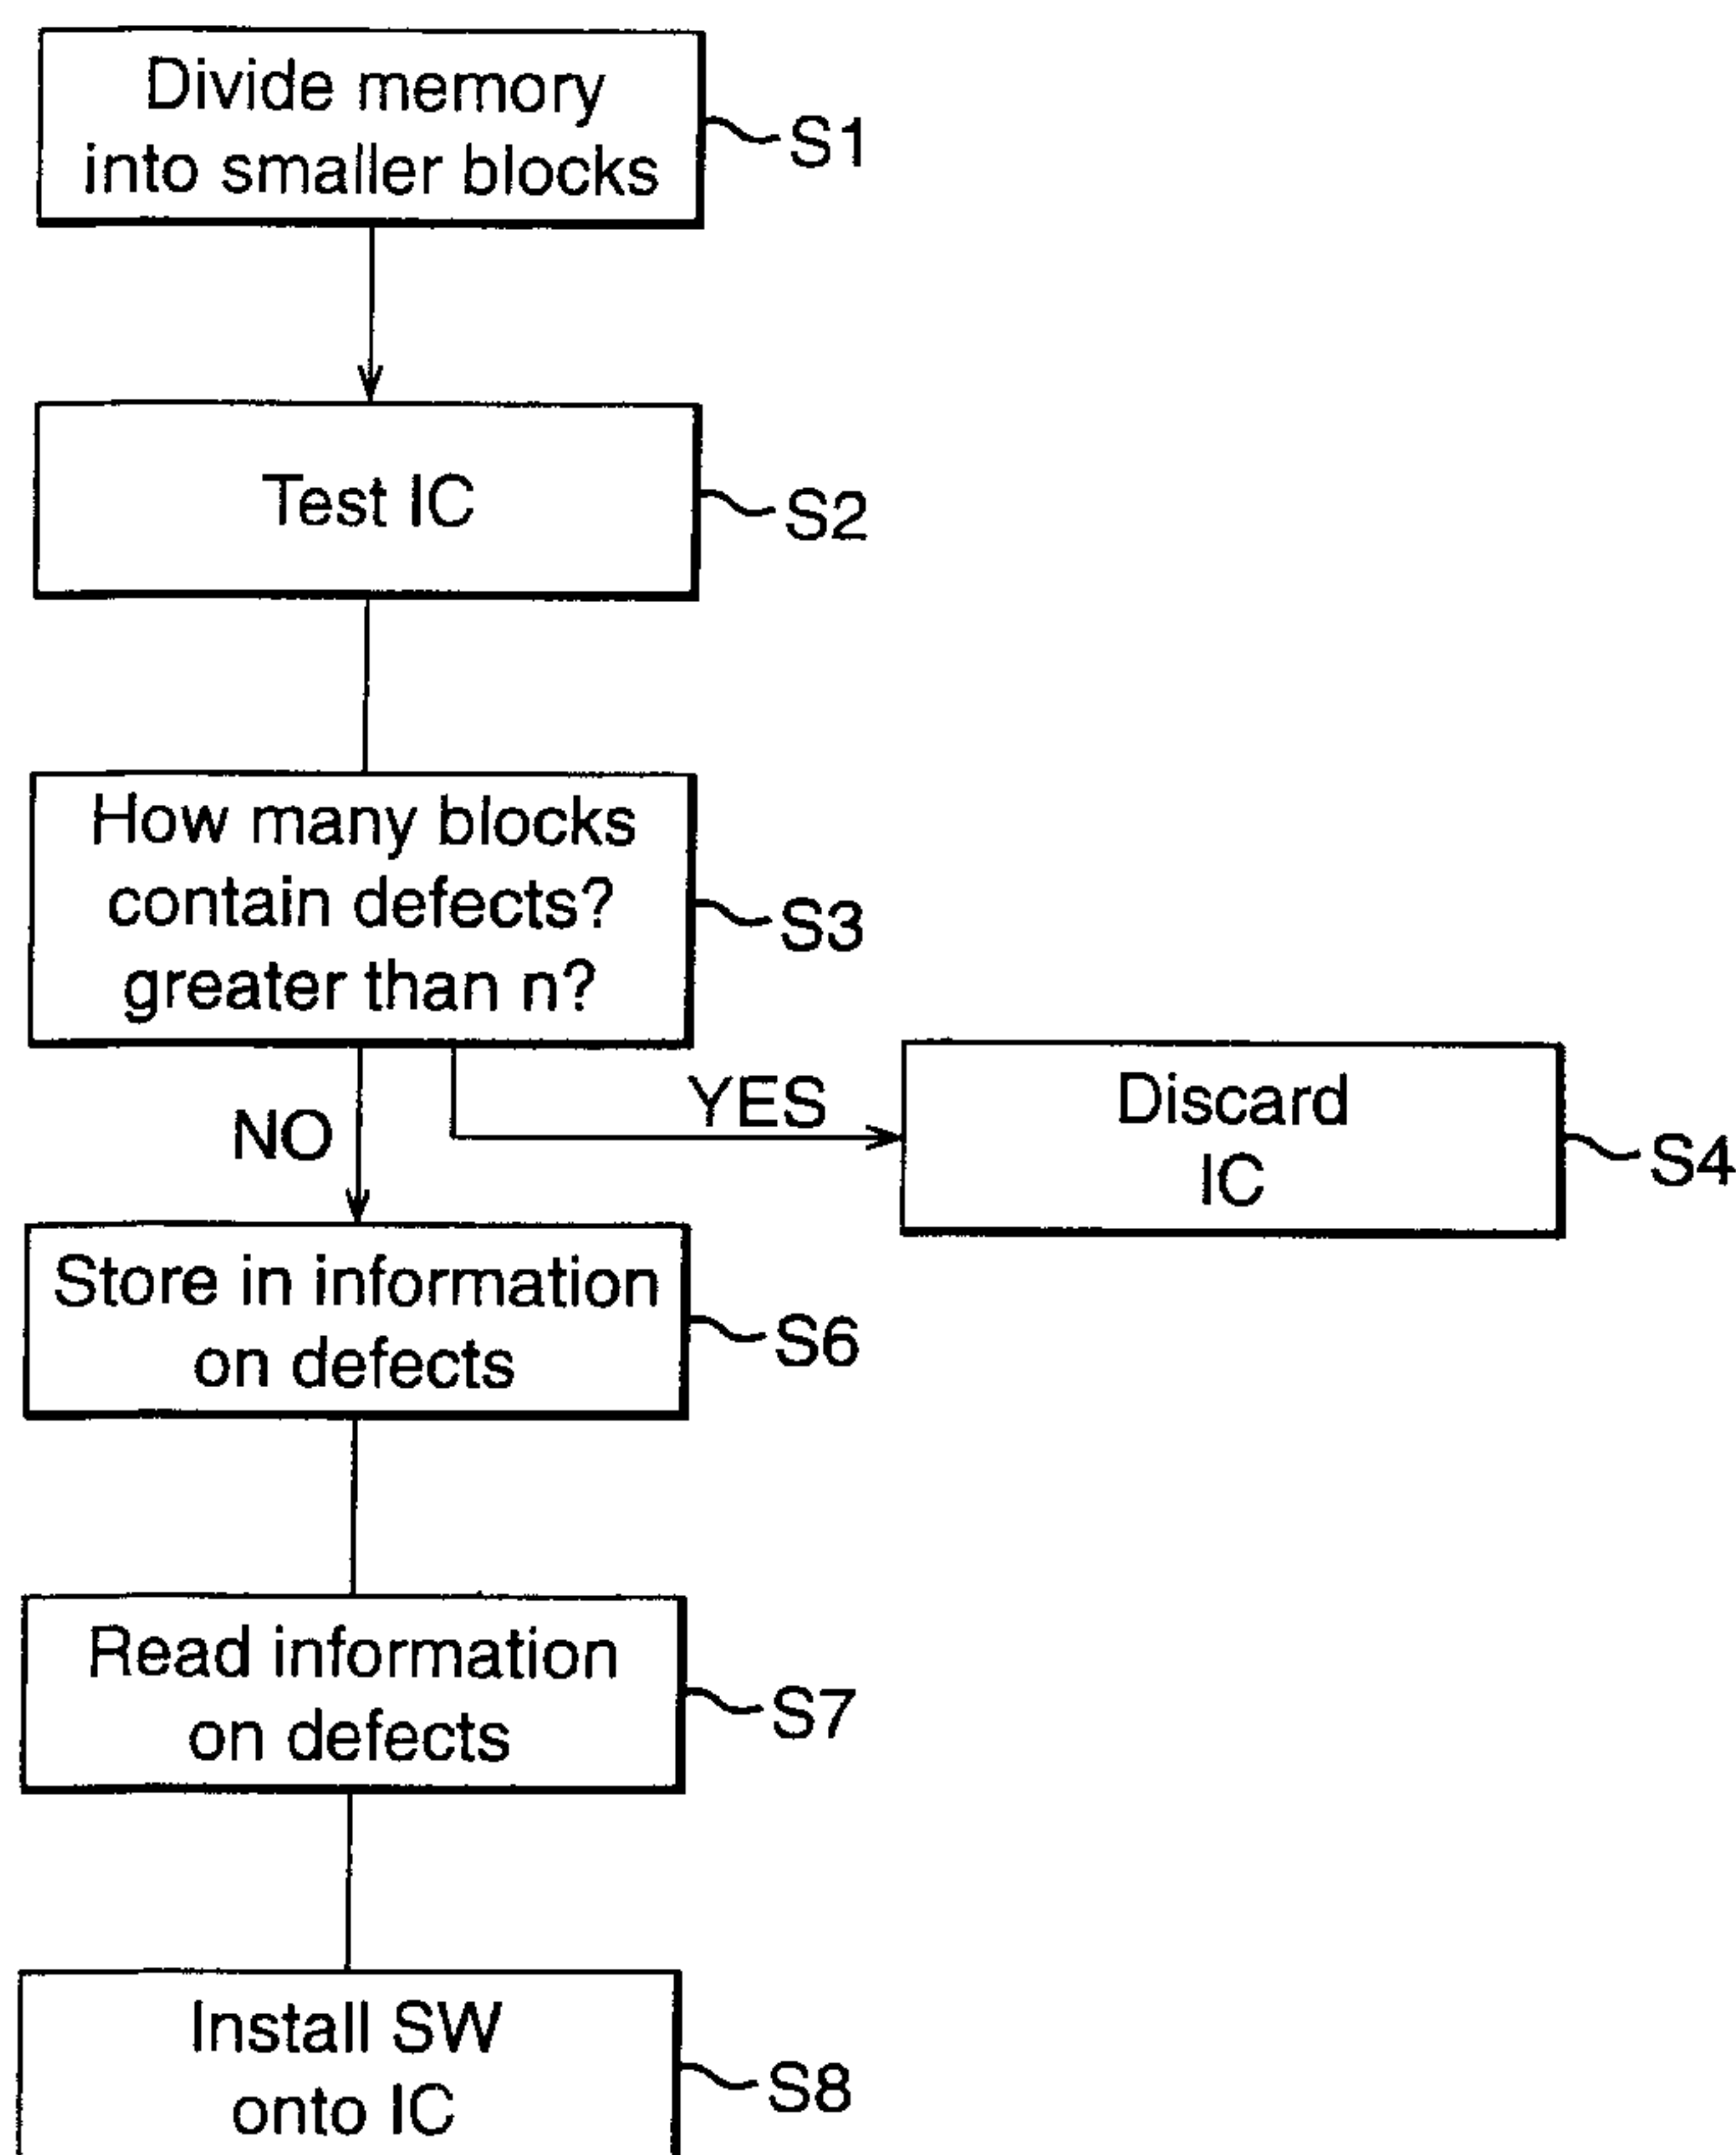 Divide memory
into smaller blocks
S1
Test IC
S2
How many blocks
contain defects?
greater than n?
S3
NO
YES
Discard
IC
S4
Store in information
on defects
S6
Read information
on defects
S7
Install SW
onto IC
S8